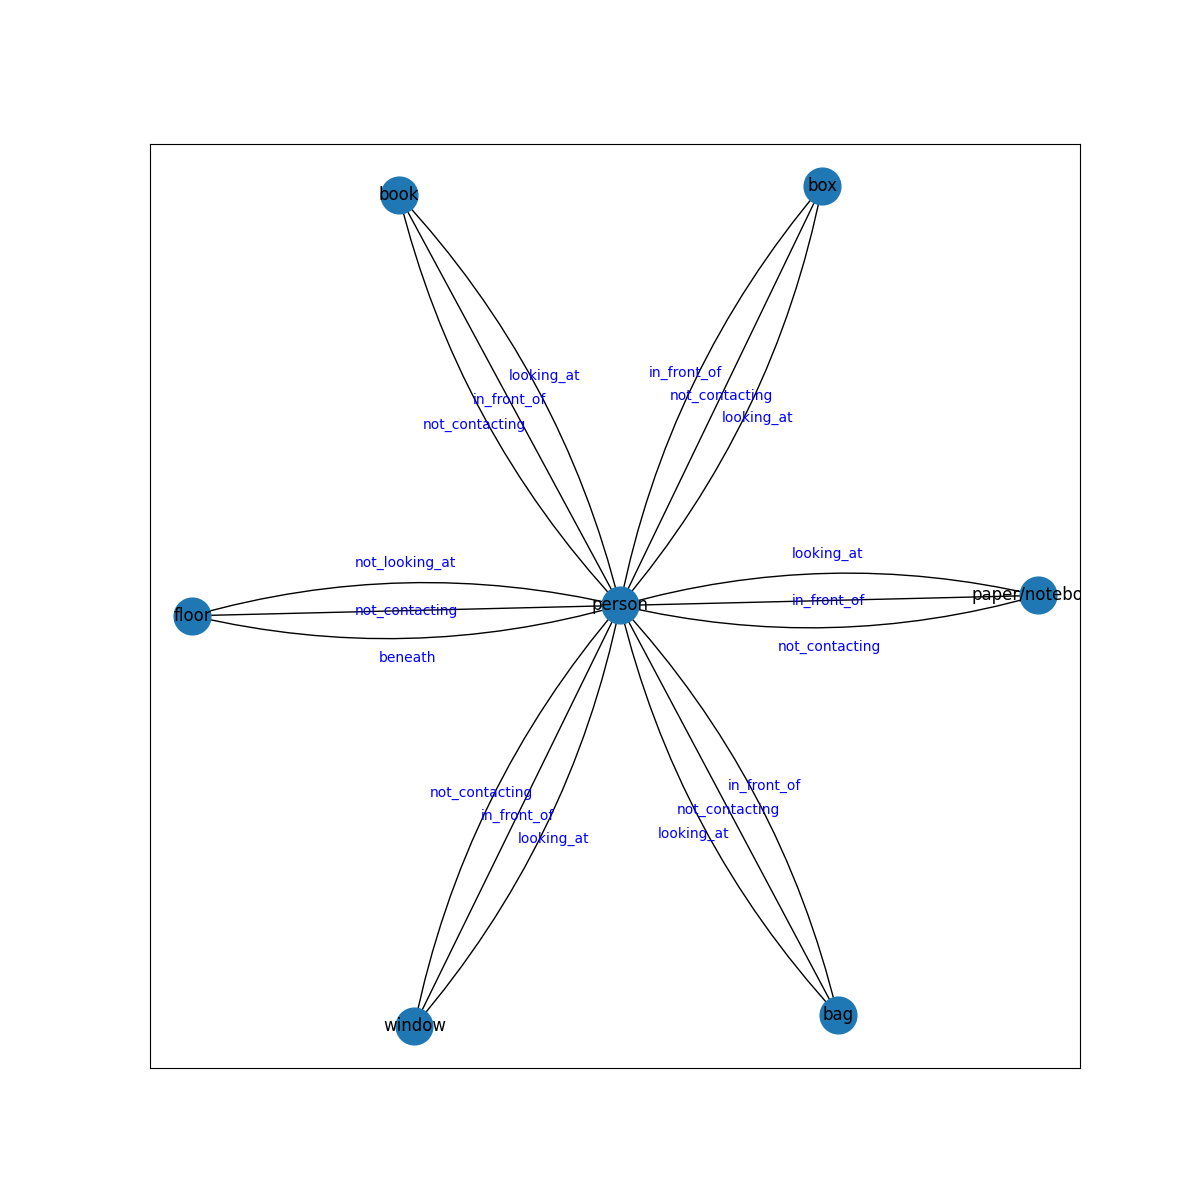 box
book
in_front_of
looking_at
not_contacting
in_front_of
looking_at
not_contacting
looking_at
not_looking_at
paper/notebo
in_front_of
person
not_contacting
floor
not_contacting
beneath
in_front_of
not_contacting
not_contacting
in_front_of
looking_at
looking_at
bag
window